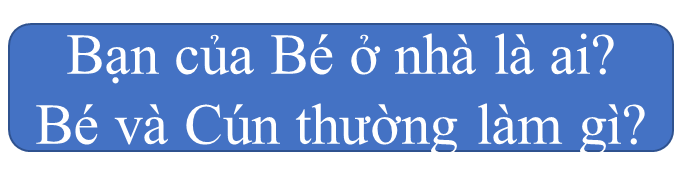 Bạn của Bé ở nhà là ai?
Bé và Cún thường làm gì?